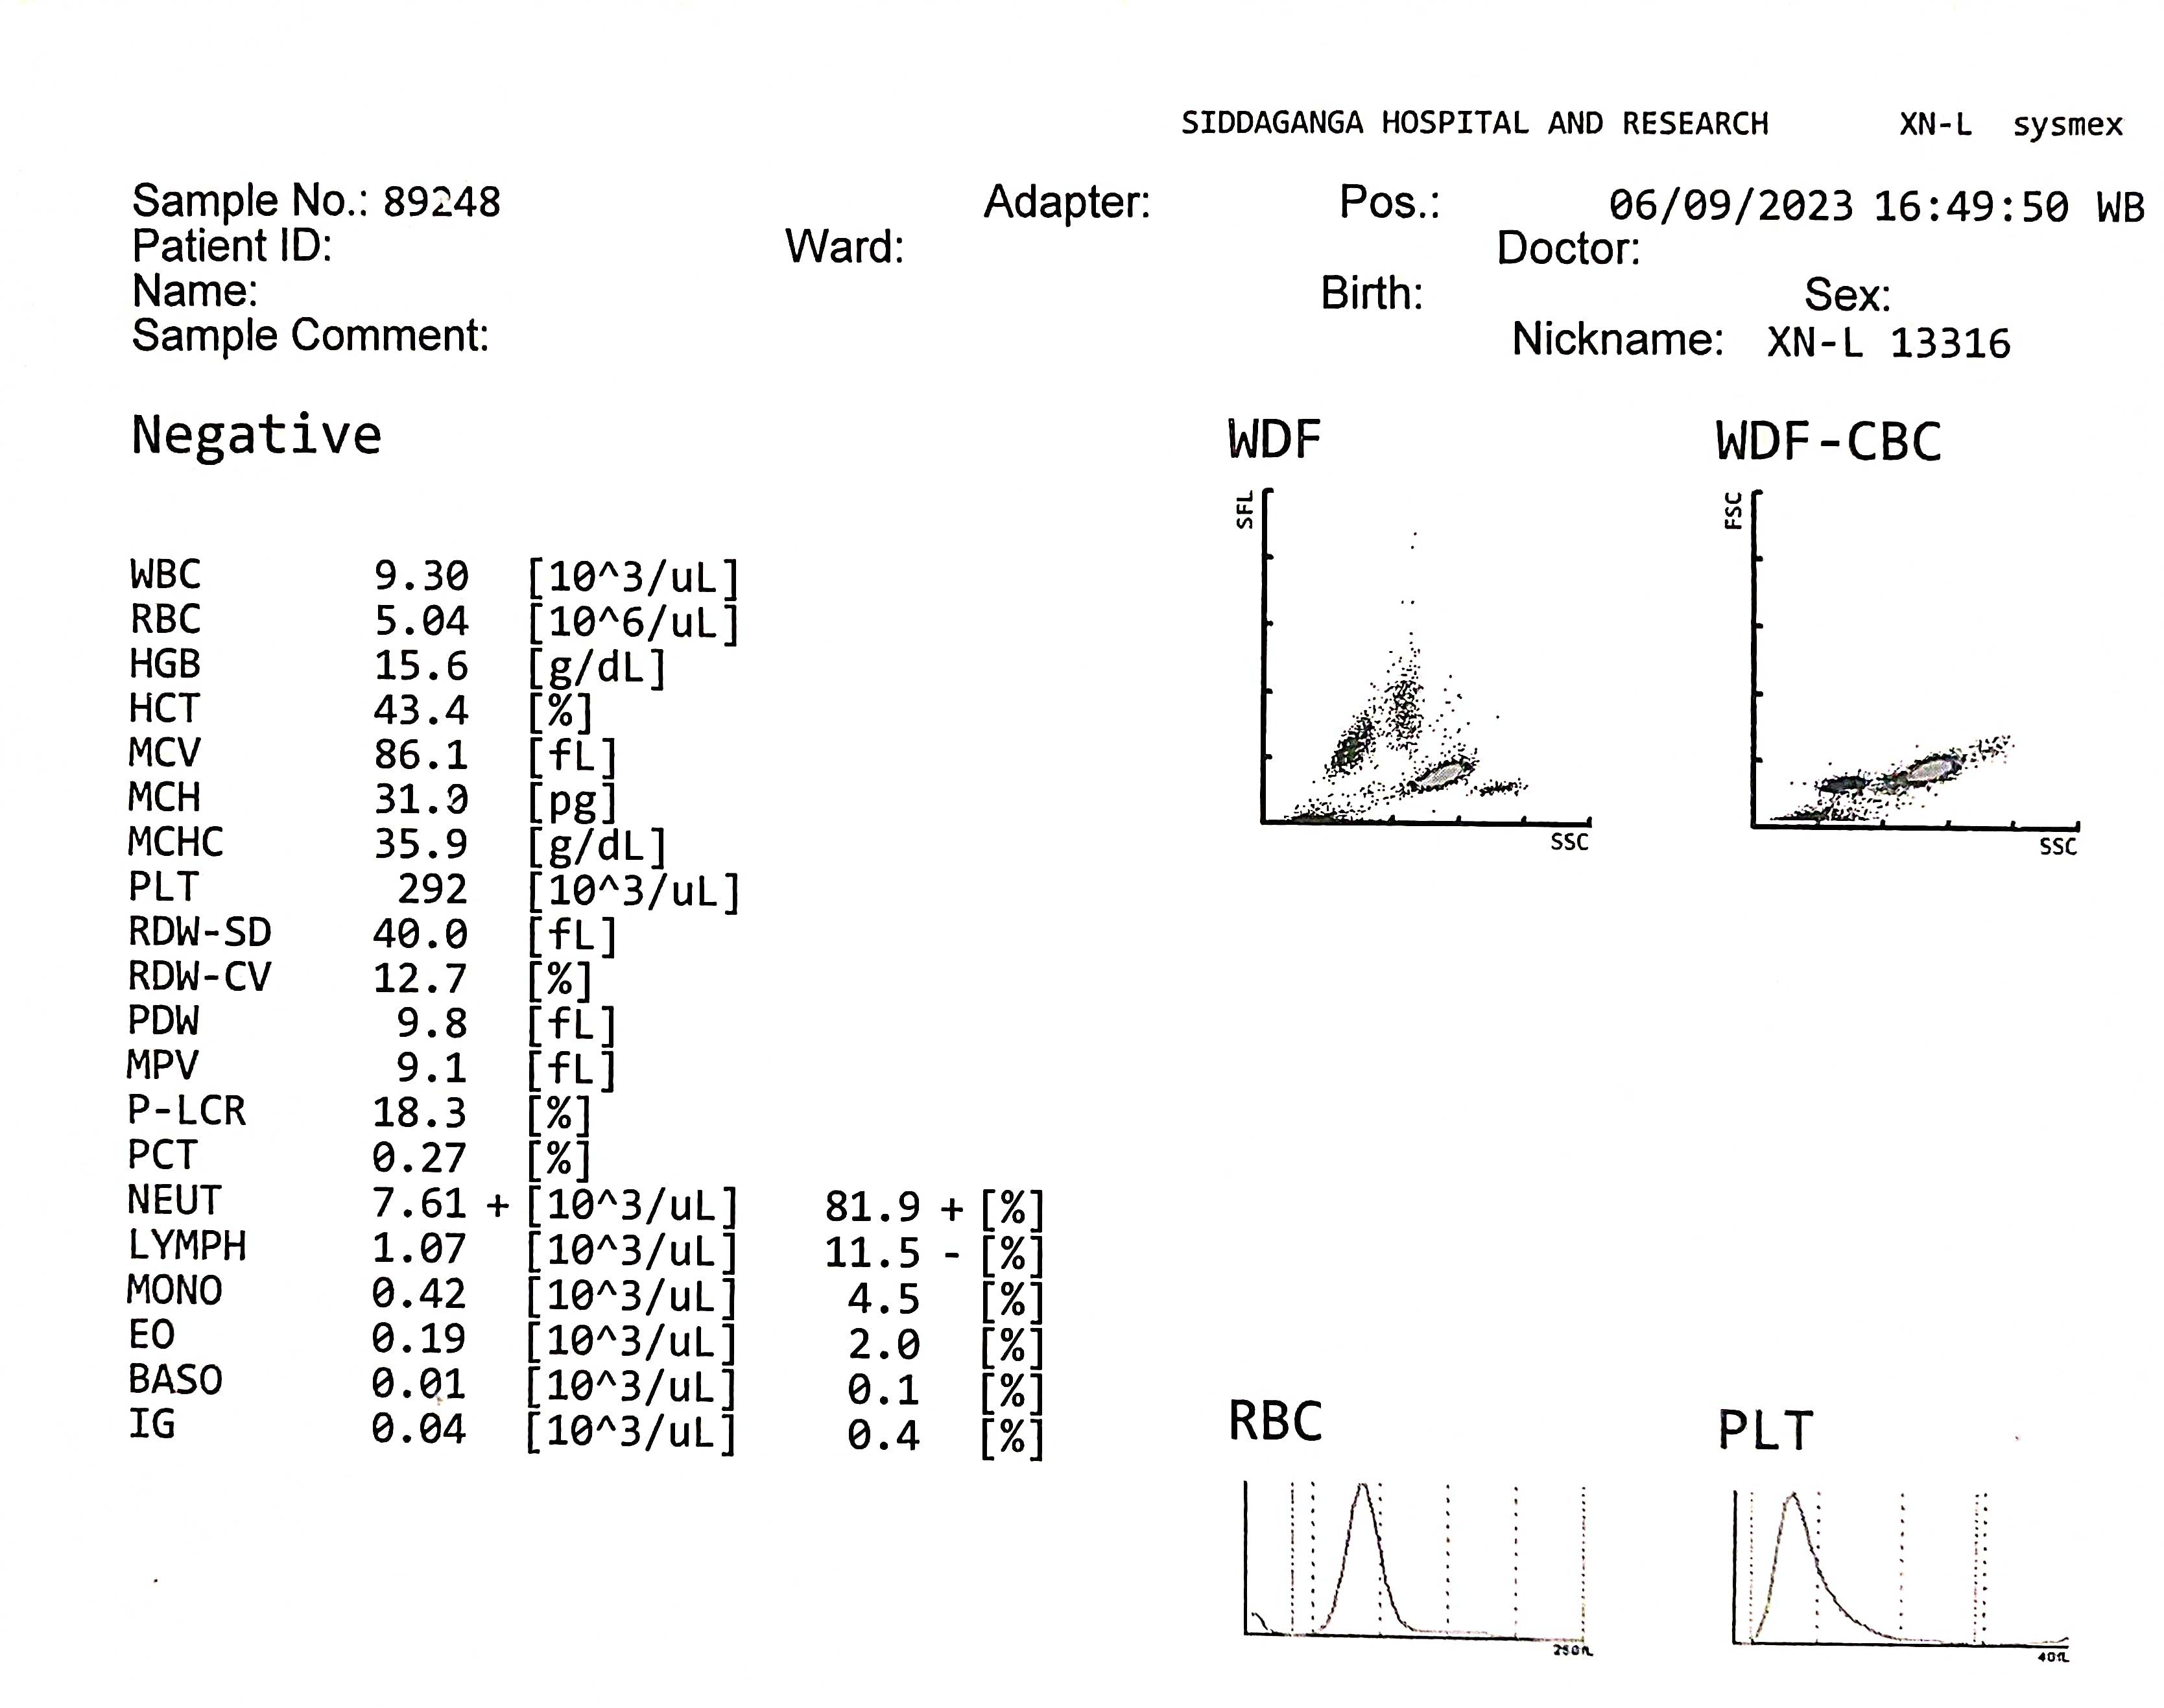 SIDDAGANGA HOSPITAL AND RESEARCH XN-L sysmex
Sample No.: 89248 Adapter: Pos.: 06/09/2023 16:49:50 WB
Patient ID: Ward: Doctor:
Name: Birth: Sex:
Sample Comment: Nickname: XN-L 13316
Negative WDF WDF-CBC
SFL FSC
SSC SSC
WBC 9.30 [10^3/uL]
RBC 5.04 [10^6/uL]
HGB 15.6 [g/dL]
HCT 43.4 [%]
MCV 86.1 [fL]
MCH 31.0 [pg]
MCHC 35.9 [g/dL]
PLT 292 [10^3/uL]
RDW-SD 40.0 [fL]
RDW-CV 12.7 [%]
PDW 9.8 [fL]
MPV 9.1 [fL]
P-LCR 18.3 [%]
PCT 0.27 [%]
NEUT 7.61 + [10^3/uL] 81.9 + [%]
LYMPH 1.07 [10^3/uL] 11.5 - [%]
MONO 0.42 [10^3/uL] 4.5 [%]
EO 0.19 [10^3/uL] 2.0 [%]
BASO 0.01 [10^3/uL] 0.1 [%]
IG 0.04 [10^3/uL] 0.4 [%]
RBC PLT
250fL 40fL